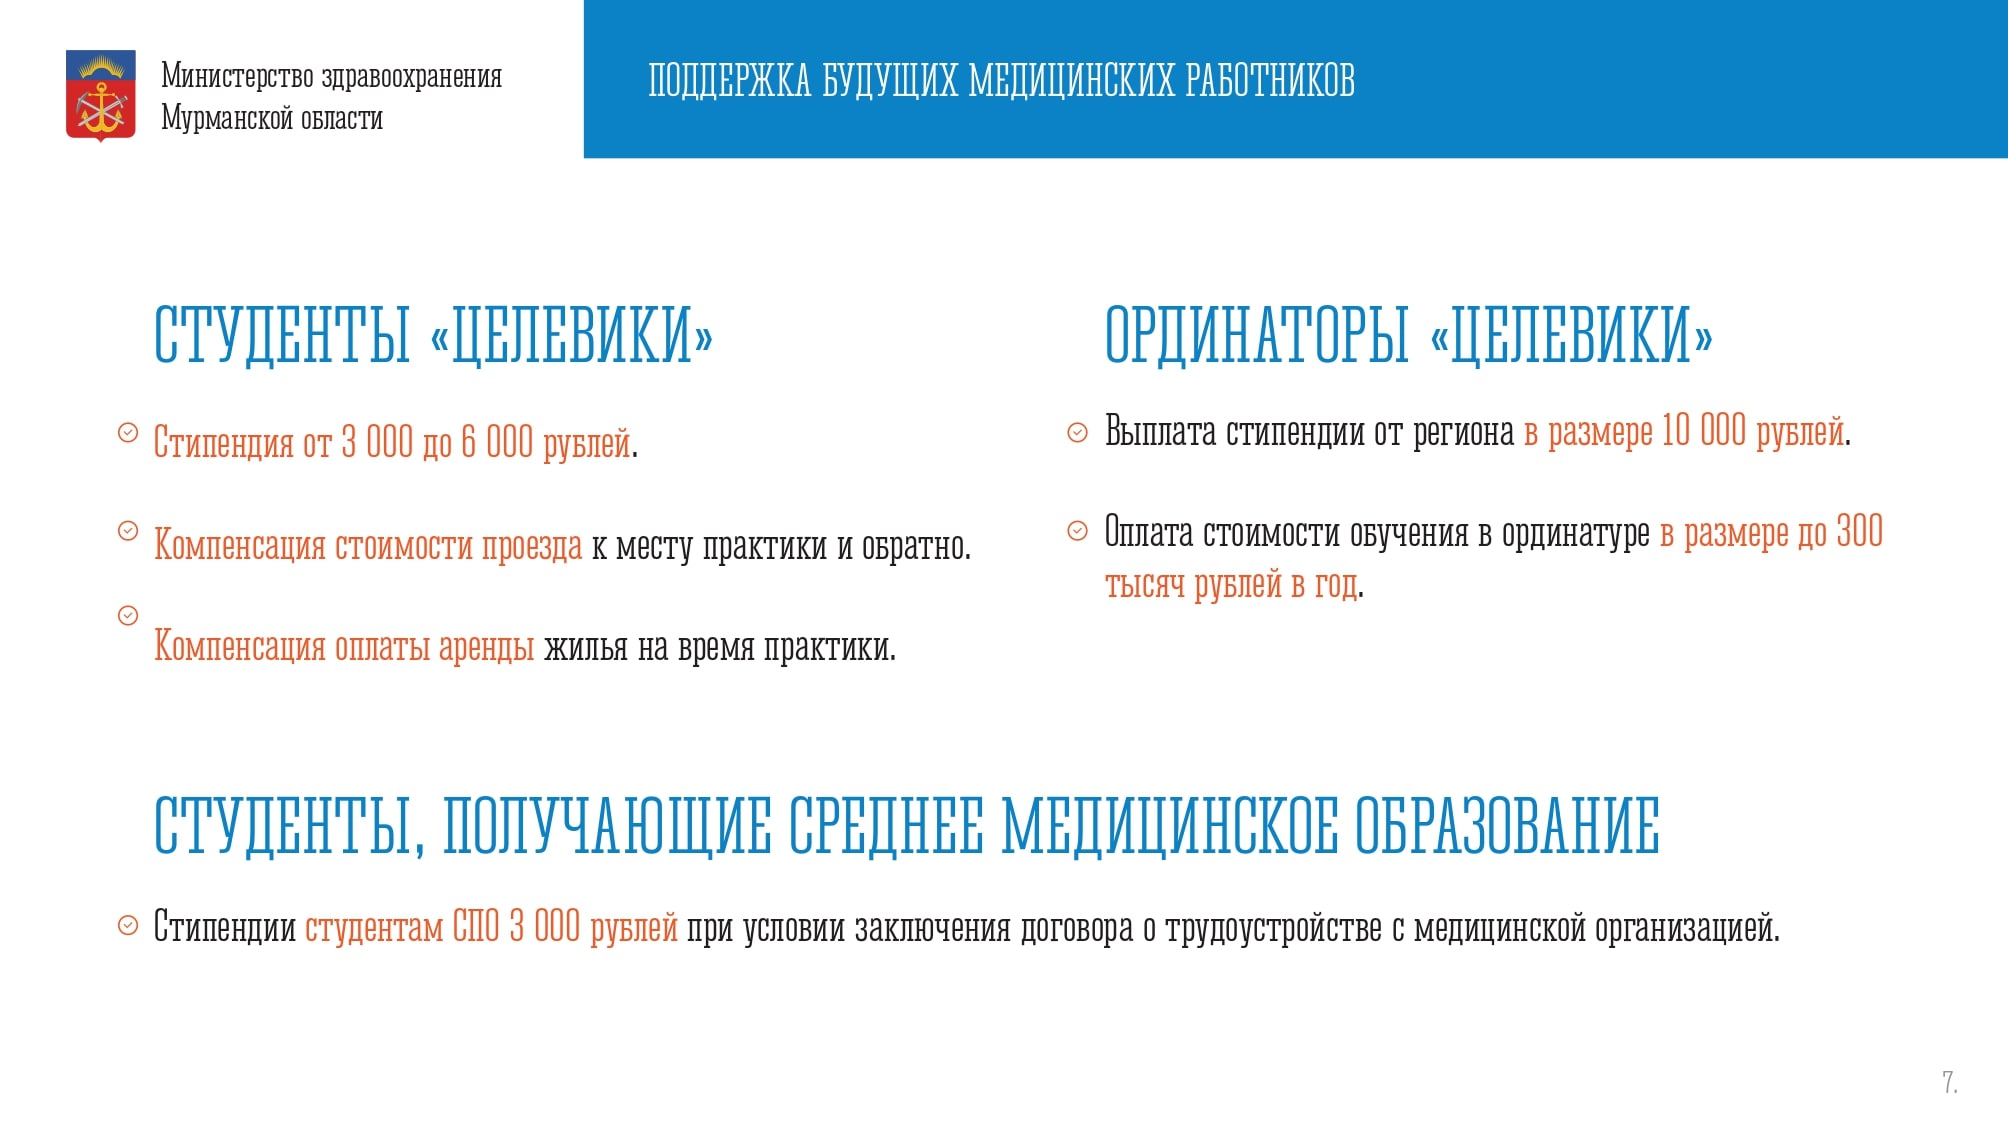 Министерство здравоохранения
Мурманской области
ПОДДЕРЖКА БУДУЩИХ МЕДИЦИНСКИХ РАБОТНИКОВ
СТУДЕНТЫ «ЦЕЛЕВИКИ»
Стипендия от 3 000 до 6 000 рублей.
Компенсация стоимости проезда к месту практики и обратно.
Компенсация оплаты аренды жилья на время практики.
ОРДИНАТОРЫ «ЦЕЛЕВИКИ»
Выплата стипендии от региона в размере 10 000 рублей.
Оплата стоимости обучения в ординатуре в размере до 300
тысяч рублей в год.
СТУДЕНТЫ, ПОЛУЧАЮЩИЕ СРЕДНЕЕ МЕДИЦИНСКОЕ ОБРАЗОВАНИЕ
Стипендии студентам СПО 3 000 рублей при условии заключения договора о трудоустройстве с медицинской организацией.
7.